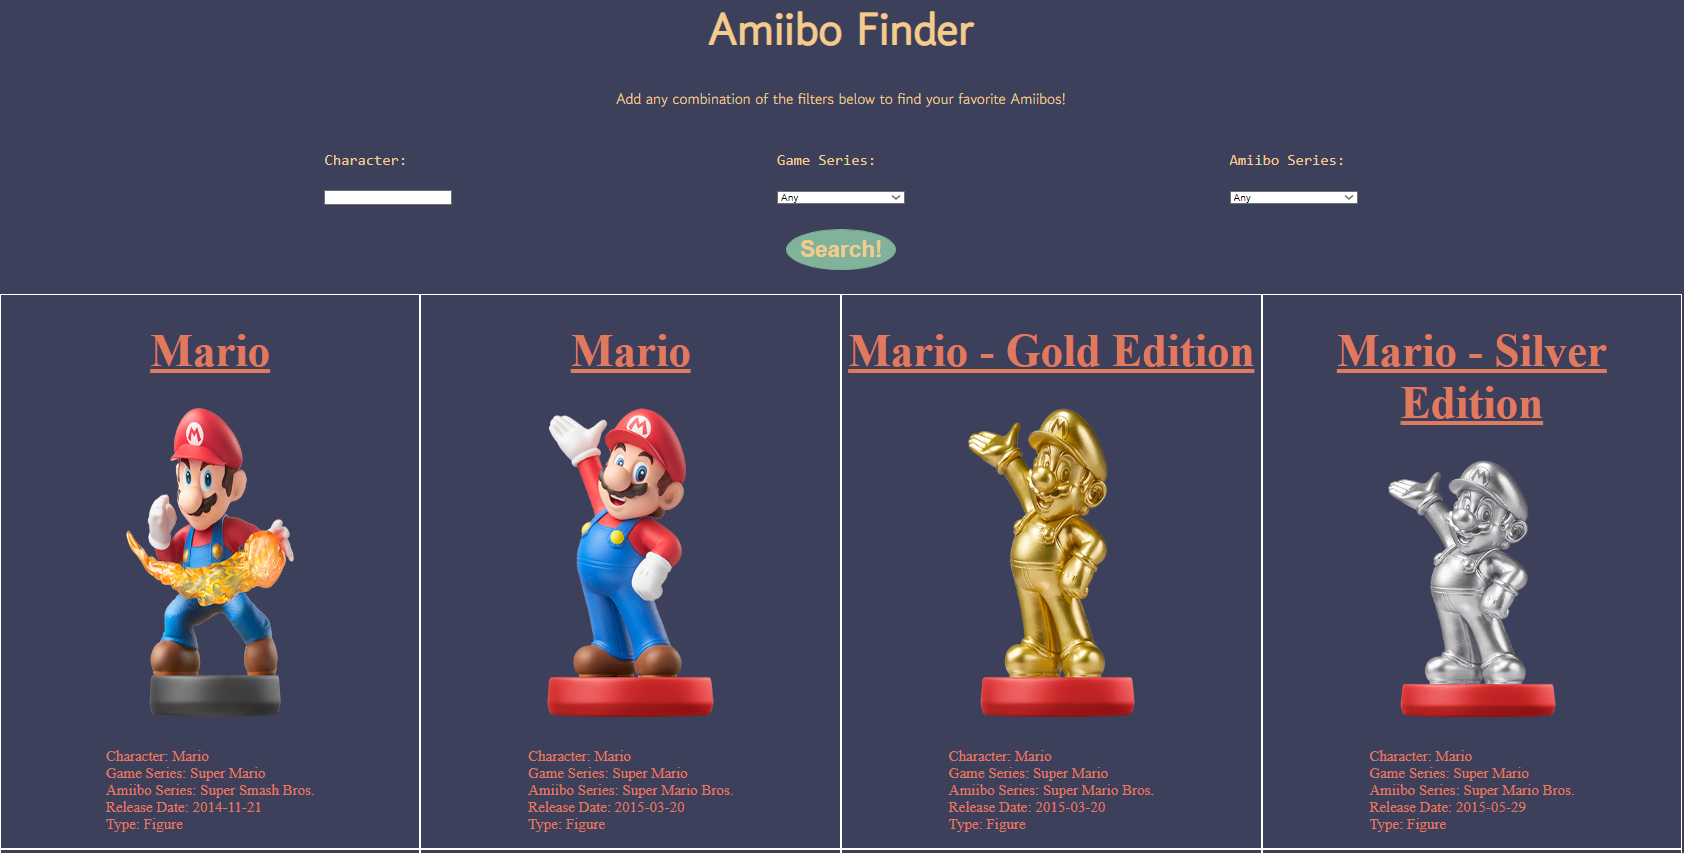 Amiibo Finder
Add any combination of the filters below to find your favorite Amiibos!
Character:
Game Series:
Amiibo Series:
Any
Any
Search!
Mario
Mario
Mario - Gold Edition
Mario - Silver
Edition
M
M
M
M
Character: Mario
Game Series: Super Mario
Amiibo Series: Super Smash Bros.
Release Date: 2014-11-21
Type: Figure
Character: Mario
Game Series: Super Mario
Amiibo Series: Super Mario Bros.
Release Date: 2015-03-20
Type: Figure
Character: Mario
Game Series: Super Mario
Amiibo Series: Super Mario Bros.
Release Date: 2015-03-20
Type: Figure
Character: Mario
Game Series: Super Mario
Amiibo Series: Super Mario Bros.
Release Date: 2015-05-29
Type: Figure